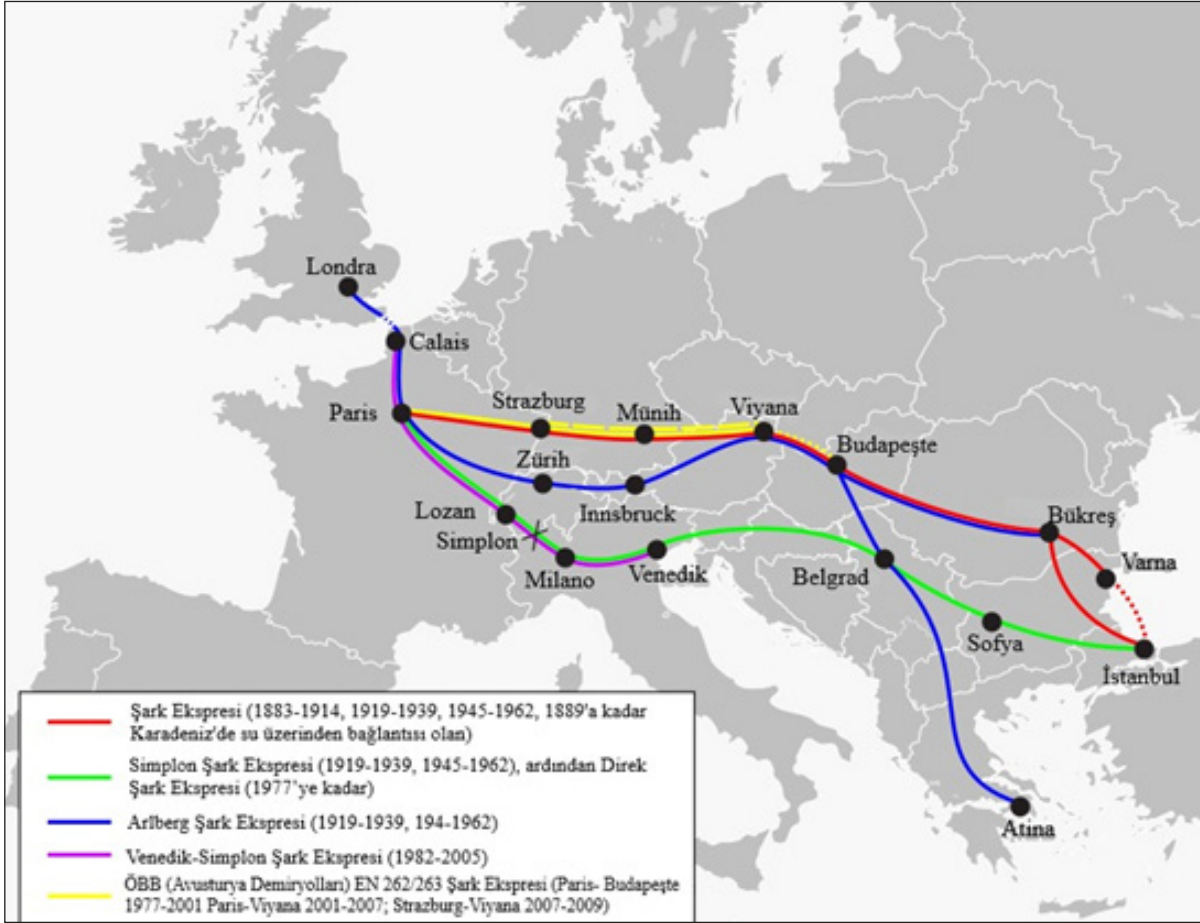 Londra
Calais
Paris
Strazburg
Münih
Viyana
Budapeşte
Zürih
Innsbruck
Lozan
Simplon
Milano
Venedik
Belgrad
Bükreş
Varna
Sofya
İstanbul
Atina
Şark Ekspresi (1883-1914, 1919-1939, 1945-1962, 1889'a kadar
Karadeniz'de su üzerinden bağlantısı olan)
Simplon Şark Ekspresi (1919-1939, 1945-1962), ardından Direk
Şark Ekspresi (1977'ye kadar)
Arlberg Şark Ekspresi (1919-1939, 194-1962)
Venedik-Simplon Şark Ekspresi (1982-2005)
ÖBB (Avusturya Demiryolları) EN 262/263 Şark Ekspresi (Paris- Budapeşte
1977-2001 Paris-Viyana 2001-2007; Strazburg-Viyana 2007-2009)